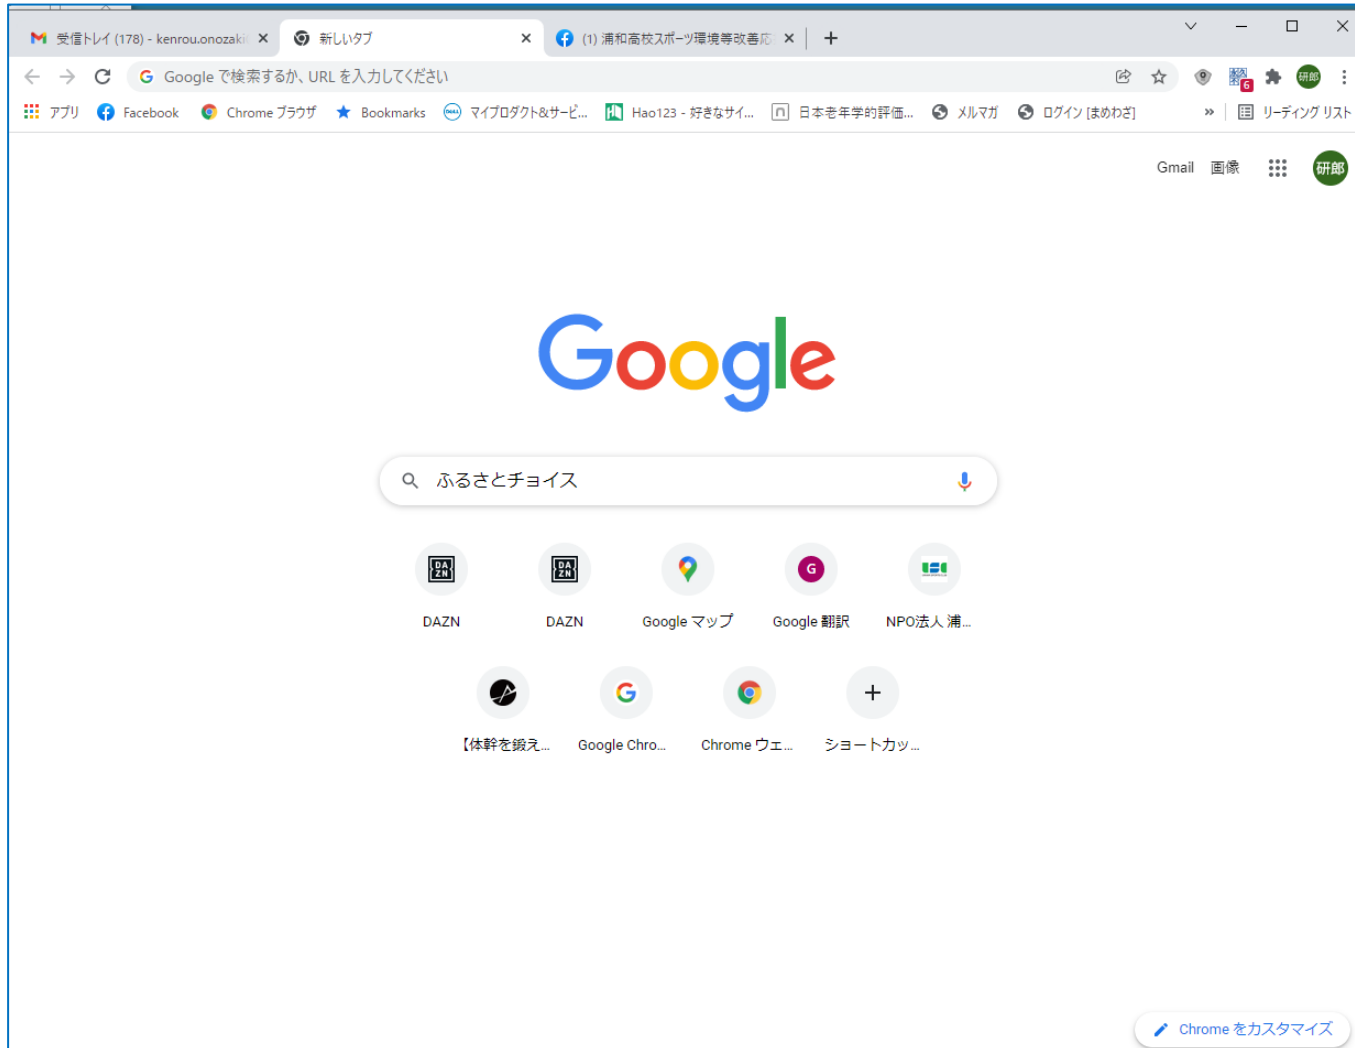 受信トレイ (178) - kenrou.onozaki
新しいタブ
(1) 浦和高校スポーツ環境等改善応
Google で検索するか、URL を入力してください
6
研郎
アプリ
Facebook
Chrome ブラウザ
Bookmarks
マイプロダクト&サービ...
Hao123 - 好きなサイ...
日本老年学的評価...
メルマガ
ログイン [まめわざ]
»
リーディング リスト
Gmail
画像
研郎
Google
ふるさとチョイス
DAZN
DAZN
G
DAZN
DAZN
Google マップ
Google 翻訳
NPO法人 浦...
【体幹を鍛え...
Google Chro...
Chrome ウェ...
ショートカッ...
Chrome をカスタマイズ